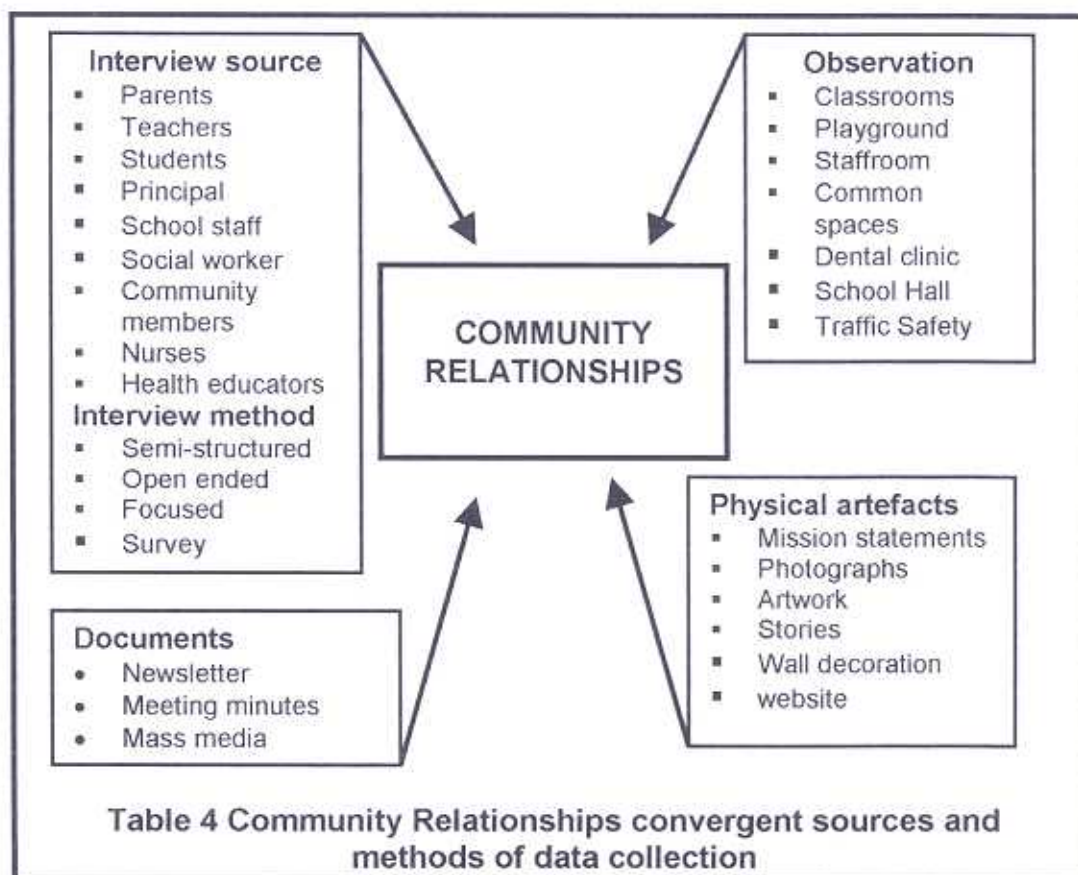 Interview source
▪ Parents
▪ Teachers
▪ Students
▪ Principal
▪ School staff
▪ Social worker
▪ Community
members
▪ Nurses
▪ Health educators
Interview method
▪ Semi-structured
▪ Open ended
▪ Focused
▪ Survey
Observation
▪ Classrooms
▪ Playground
▪ Staffroom
▪ Common
spaces
▪ Dental clinic
▪ School Hall
▪ Traffic Safety
COMMUNITY
RELATIONSHIPS
Documents
• Newsletter
• Meeting minutes
• Mass media
Physical artefacts
▪ Mission statements
▪ Photographs
▪ Artwork
▪ Stories
▪ Wall decoration
▪ website
Table 4 Community Relationships convergent sources and
methods of data collection